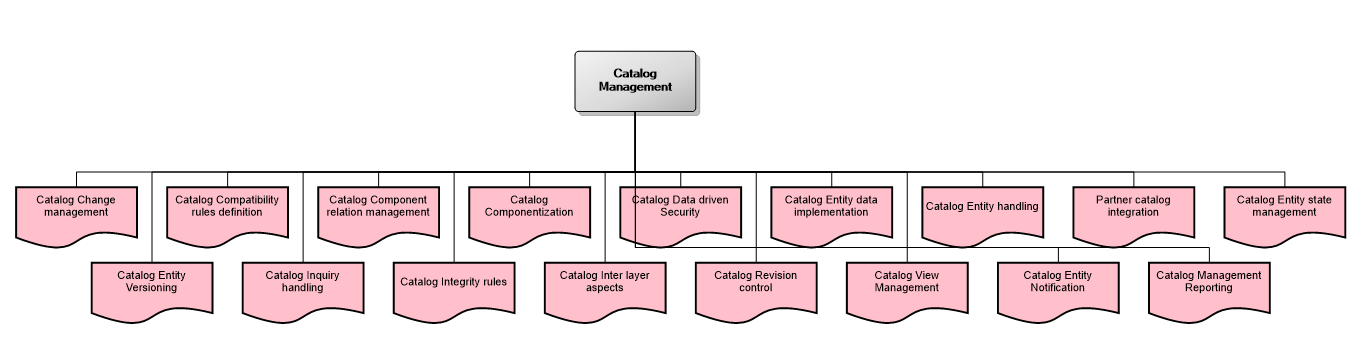 Catalog
Management
Catalog Change
management
Catalog Compatibility
rules definition
Catalog Component
relation management
Catalog
Componentization
Catalog Data driven
Security
Catalog Entity data
implementation
Catalog Entity handling
Partner catalog
integration
Catalog Entity state
management
Catalog Entity
Versioning
Catalog Inquiry
handling
Catalog Integrity rules
Catalog Inter layer
aspects
Catalog Revision
control
Catalog View
Management
Catalog Entity
Notification
Catalog Management
Reporting